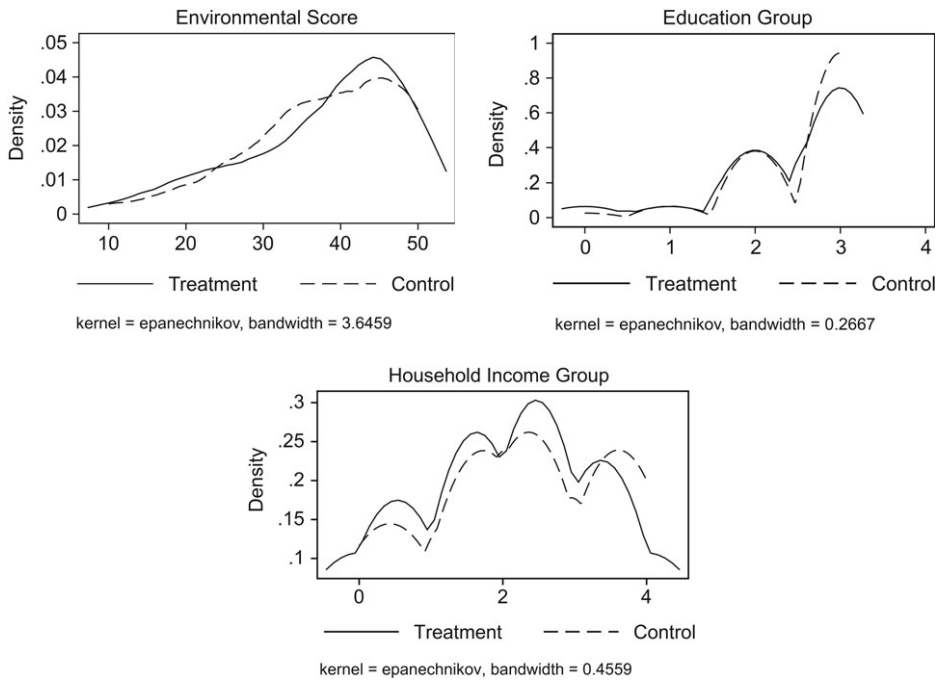 Environmental Score
.05
.04
.03
.02
.01
0
Density
10 20 30 40 50
Treatment Control
kernel = epanechnikov, bandwidth = 3.6459
Education Group
1
.8
.6
.4
.2
0
Density
0 1 2 3 4
Treatment Control
kernel = epanechnikov, bandwidth = 0.2667
Household Income Group
.3
.25
.2
.15
.1
Density
0 2 4
Treatment Control
kernel = epanechnikov, bandwidth = 0.4559